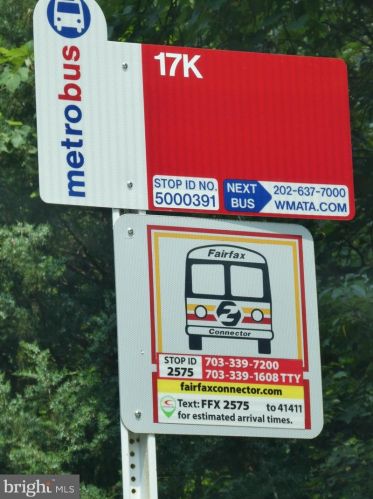 metrobus
17K
STOP ID NO.
5000391
NEXT
BUS
202-637-7000
WMATA.COM
Fairfax
Connector
STOP ID
2575
703-339-7200
703-339-1608 TTY
fairfaxconnector.com
Text: FFX 2575 to 41411
for estimated arrival times.
bright MLS